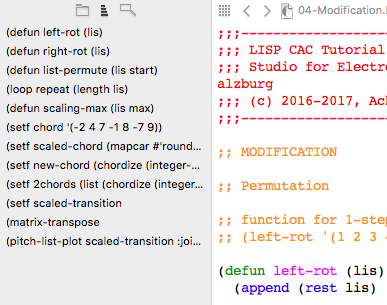 (defun left-rot (lis)
(defun right-rot (lis)
(defun list-permute (lis start)
(loop repeat (length lis)
(defun scaling-max (lis max)
(setf chord '(-2 4 7 -1 8 -7 9))
(setf scaled-chord (mapcar #'round...
(setf new-chord (chordize (integer-...
(setf 2chords (list (chordize (integer...
(setf scaled-transition
(matrix-transpose
(pitch-list-plot scaled-transition :joi...
04-Modification.
;;;---------------------
;;; LISP CAC Tutorial
;;; Studio for Electro
alzburg
;;; (c) 2016-2017, Ac
;;;---------------------
;; MODIFICATION
;; Permutation
;; function for 1-step
;; (left-rot '(1 2 3 4
(defun left-rot (lis)
(append (rest lis)